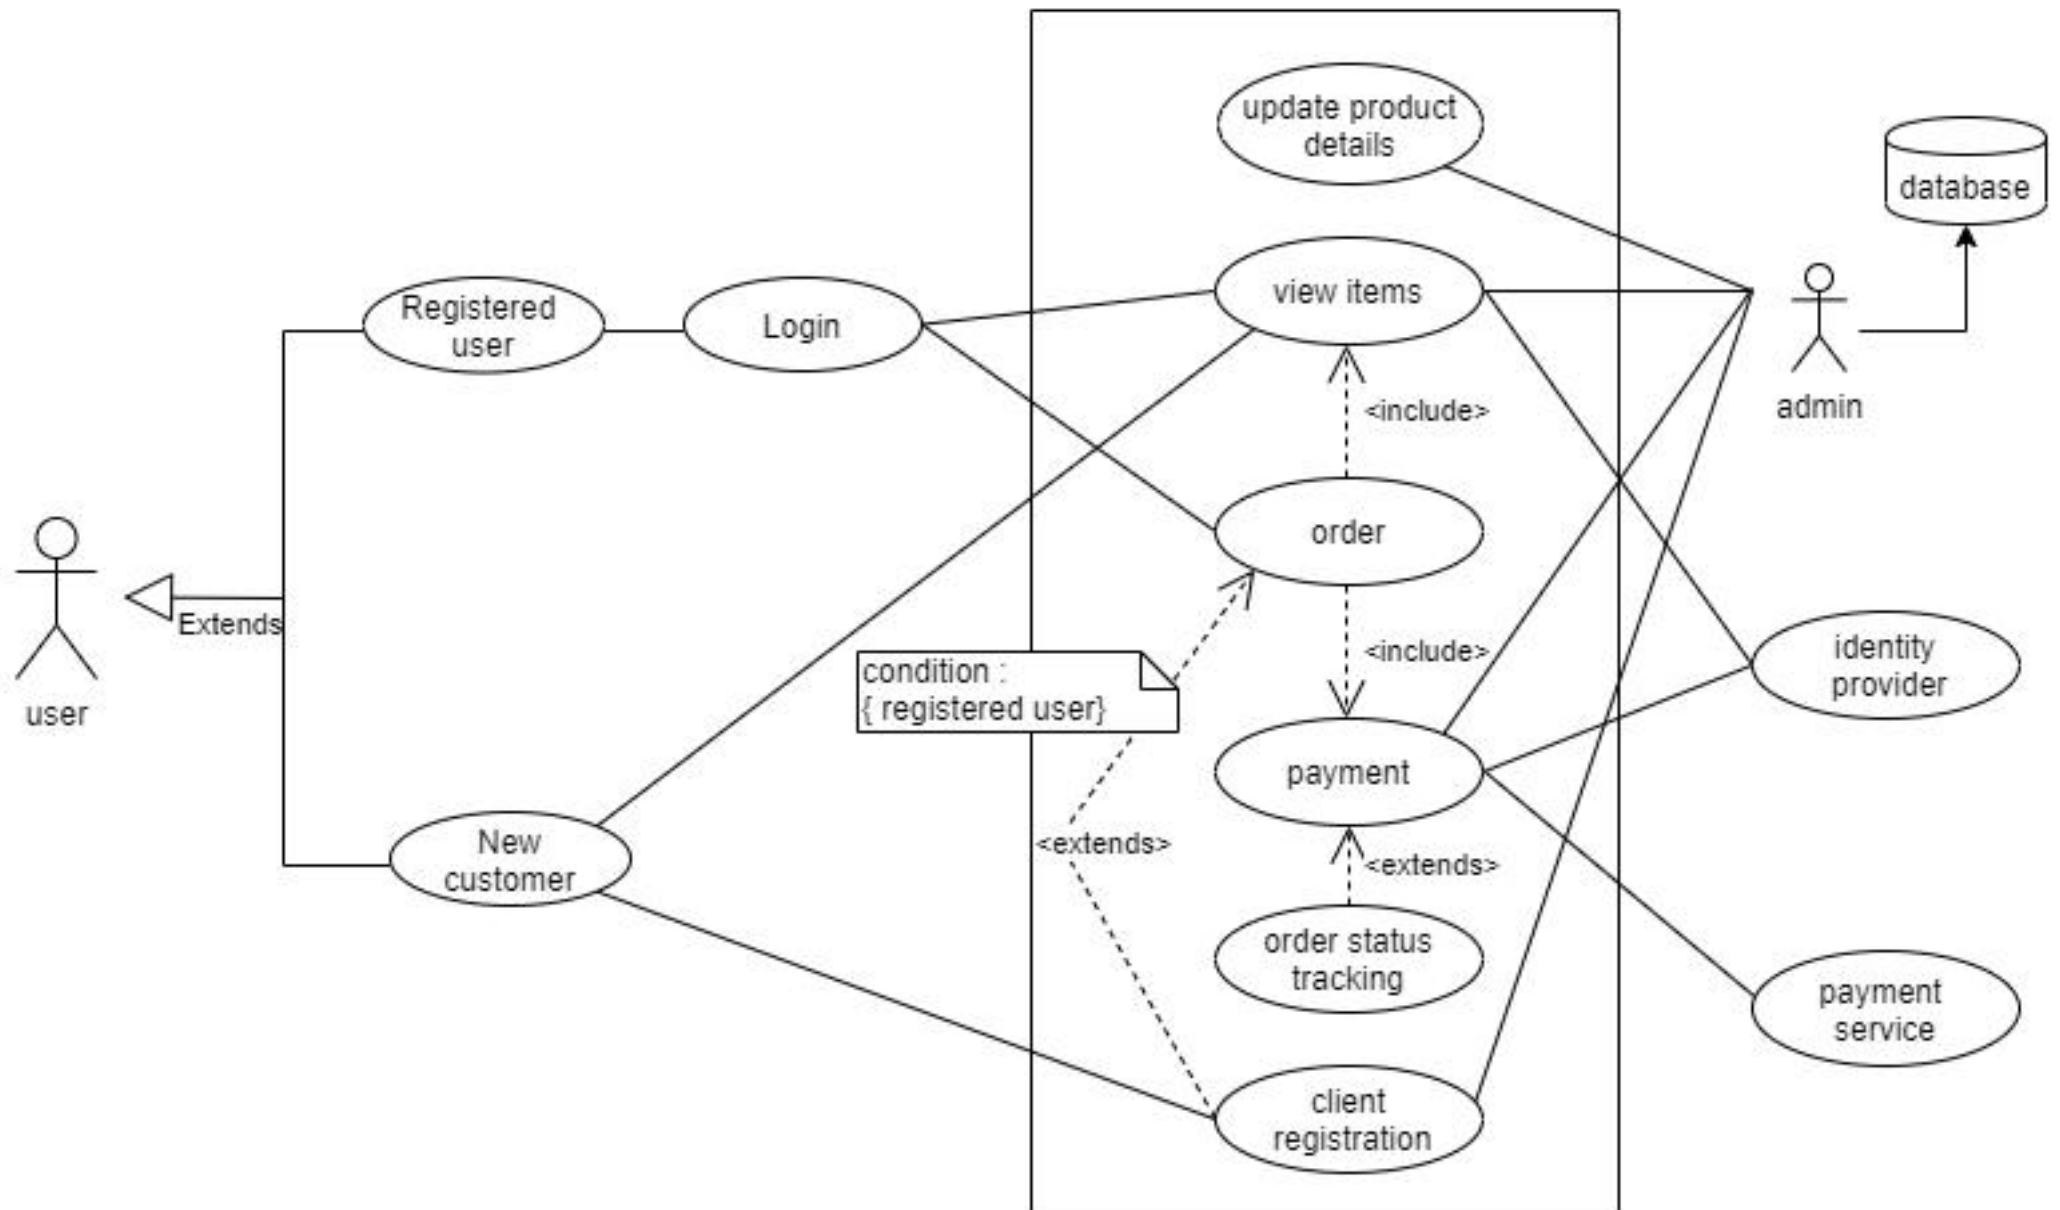 update product
details
database
Registered
user
Login
view items
admin
<include>
order
Extends
user
condition :
{ registered user}
<include>
identity
provider
payment
New
customer
<extends>
<extends>
order status
tracking
payment
service
client
registration